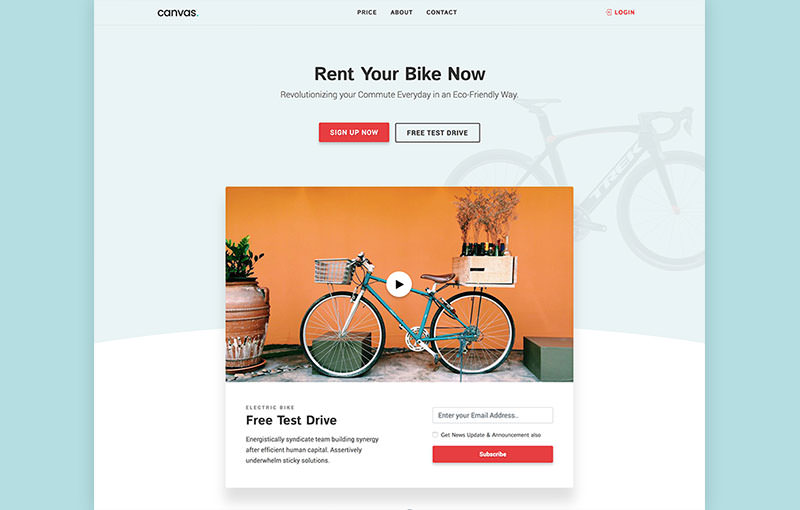 canvas.
PRICE ABOUT CONTACT
LOGIN
Rent Your Bike Now
Revolutionizing your Commute Everyday in an Eco-Friendly Way.
SIGN UP NOW
FREE TEST DRIVE
TREK
ELECTRIC BIKE
Free Test Drive
Energistically syndicate team building synergy
after efficient human capital. Assertively
underwhelm sticky solutions.
Enter your Email Address..
Get News Update & Announcement also
Subscribe